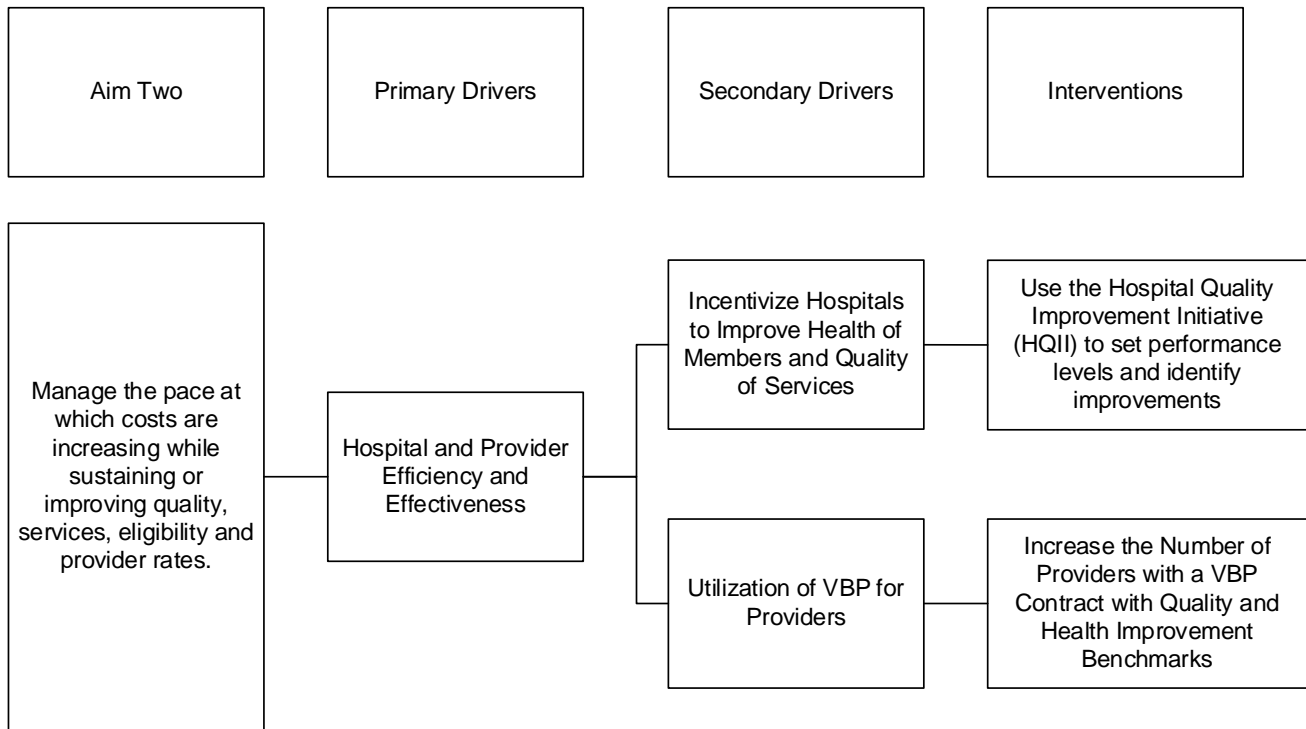 Aim Two
Primary Drivers
Secondary Drivers
Interventions
Manage the pace at
which costs are
increasing while
sustaining or
improving quality,
services, eligibility and
provider rates.
Hospital and Provider
Efficiency and
Effectiveness
Incentivize Hospitals
to Improve Health of
Members and Quality
of Services
Use the Hospital Quality
Improvement Initiative
(HQII) to set performance
levels and identify
improvements
Utilization of VBP for
Providers
Increase the Number of
Providers with a VBP
Contract with Quality and
Health Improvement
Benchmarks